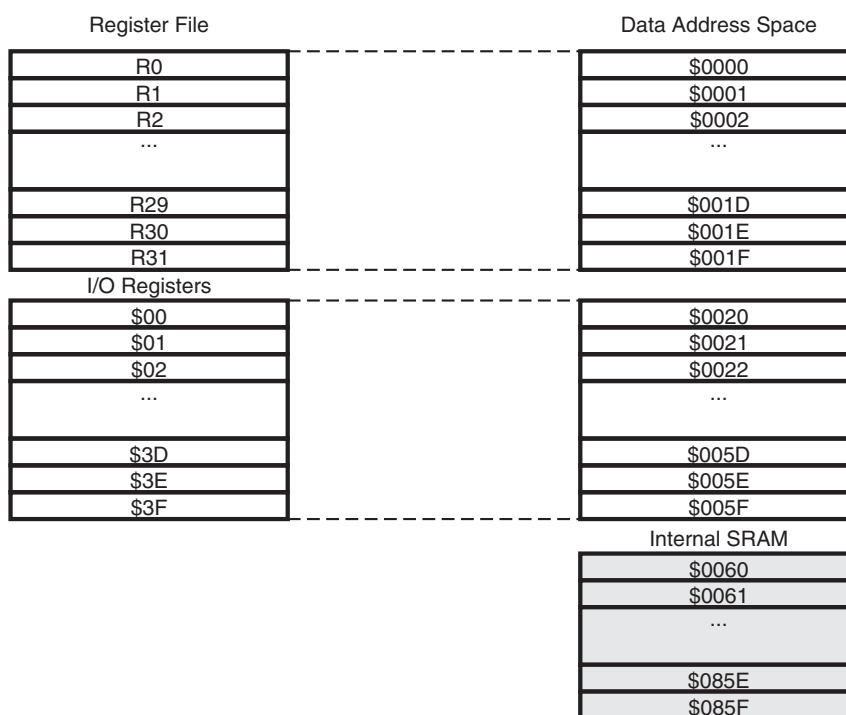 Register File
R0
R1
R2
...
R29
R30
R31
I/O Registers
$00
$01
$02
...
$3D
$3E
$3F
Data Address Space
$0000
$0001
$0002
...
$001D
$001E
$001F
$0020
$0021
$0022
...
$005D
$005E
$005F
Internal SRAM
$0060
$0061
...
$085E
$085F